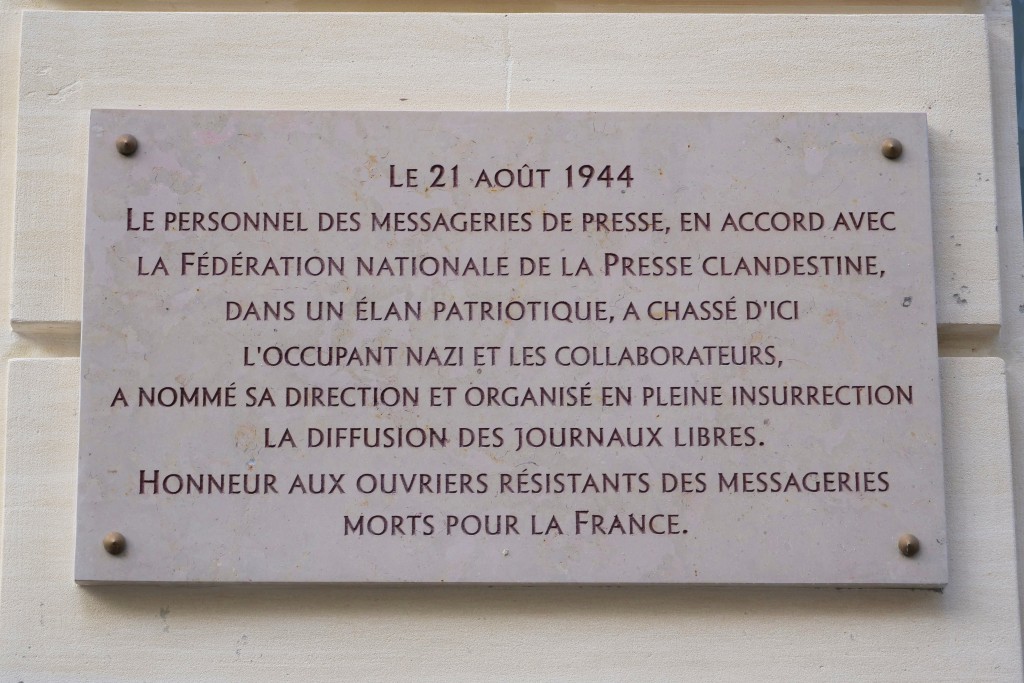 Le 21 août 1944
Le personnel des messageries de presse, en accord avec
la Fédération nationale de la Presse clandestine,
dans un élan patriotique, a chassé d'ici
l'occupant nazi et les collaborateurs,
a nommé sa direction et organisé en pleine insurrection
la diffusion des journaux libres.
Honneur aux ouvriers résistants des messageries
morts pour la France.